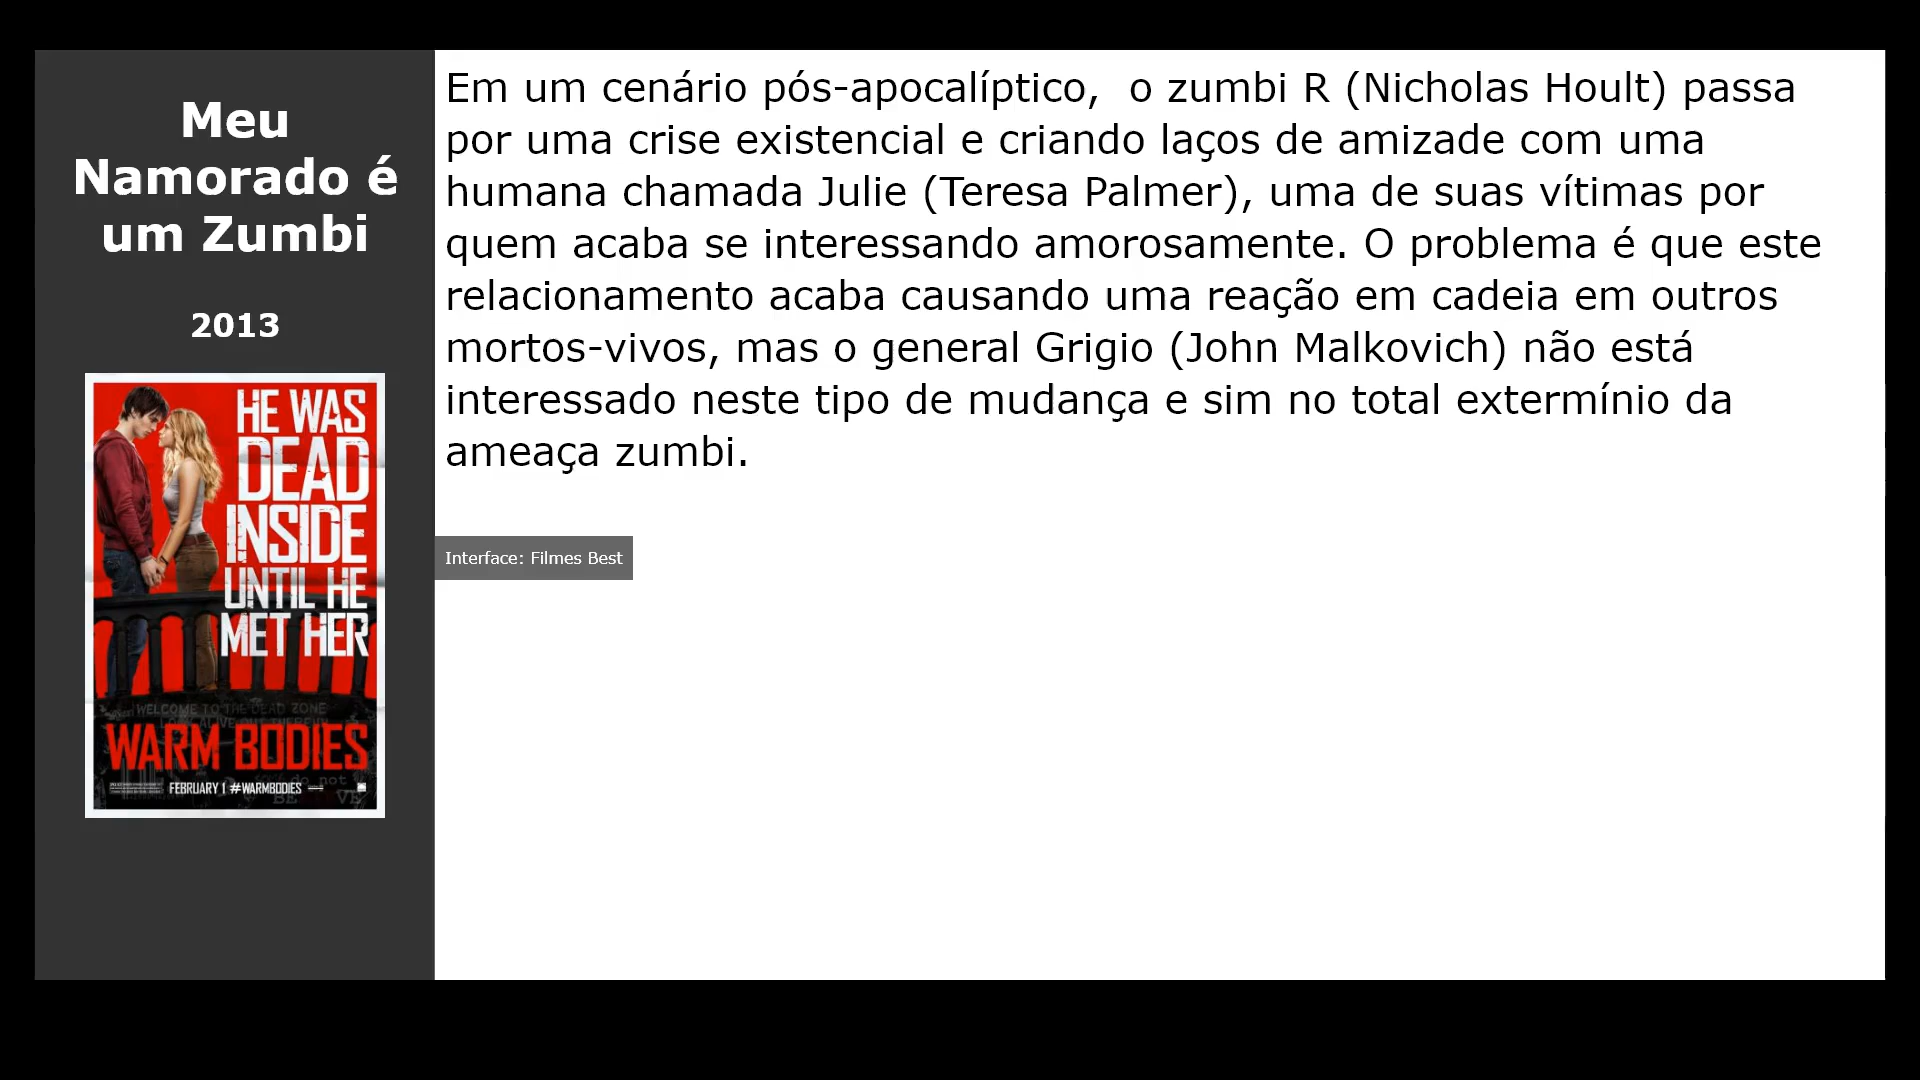 Meu
Namorado é
um Zumbi
2013
HE WAS
DEAD
INSIDE
UNTIL HE
MET HER
WELCOME TO THE DEAD ZONE
WARM BODIES
FEBRUARY 1 #WARMBODIES
Em um cenário pós-apocalíptico,  o zumbi R (Nicholas Hoult) passa
por uma crise existencial e criando laços de amizade com uma
humana chamada Julie (Teresa Palmer), uma de suas vítimas por
quem acaba se interessando amorosamente. O problema é que este
relacionamento acaba causando uma reação em cadeia em outros
mortos-vivos, mas o general Grigio (John Malkovich) não está
interessado neste tipo de mudança e sim no total extermínio da
ameaça zumbi.
Interface: Filmes Best